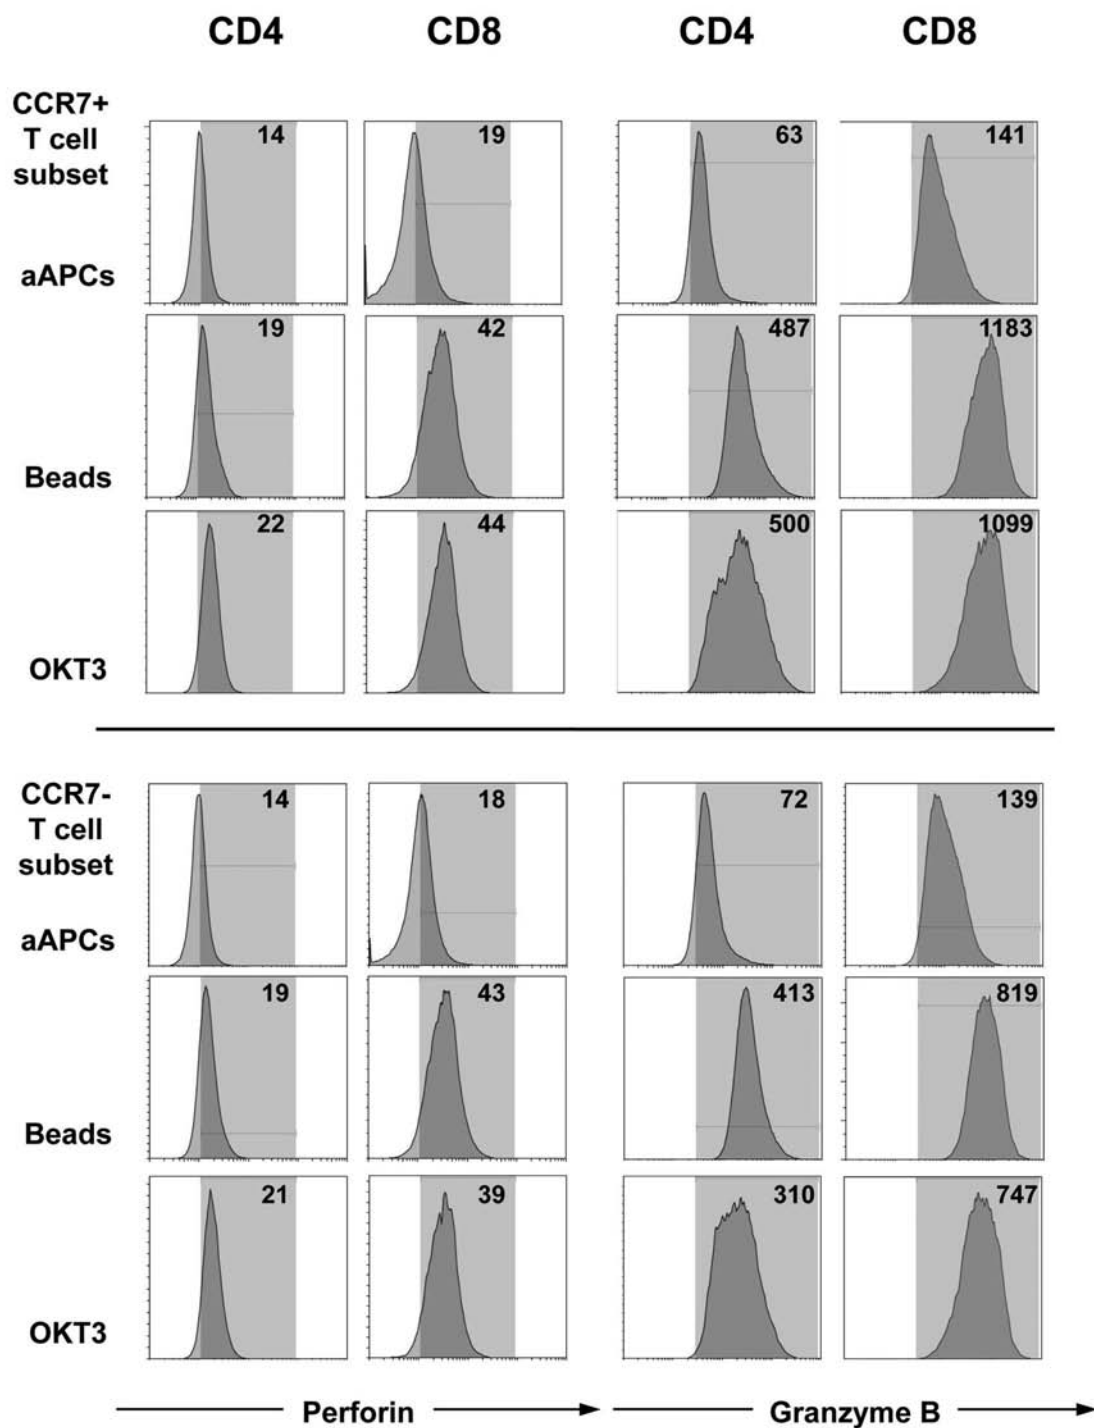 CD4 CD8 CD4 CD8
CCR7+
T cell
subset
aAPCs
14 19 63 141
Beads
19 42 487 1183
OKT3
22 44 500 1099
CCR7-
T cell
subset
aAPCs
14 18 72 139
Beads
19 43 413 819
OKT3
21 39 310 747
Perforin Granzyme B